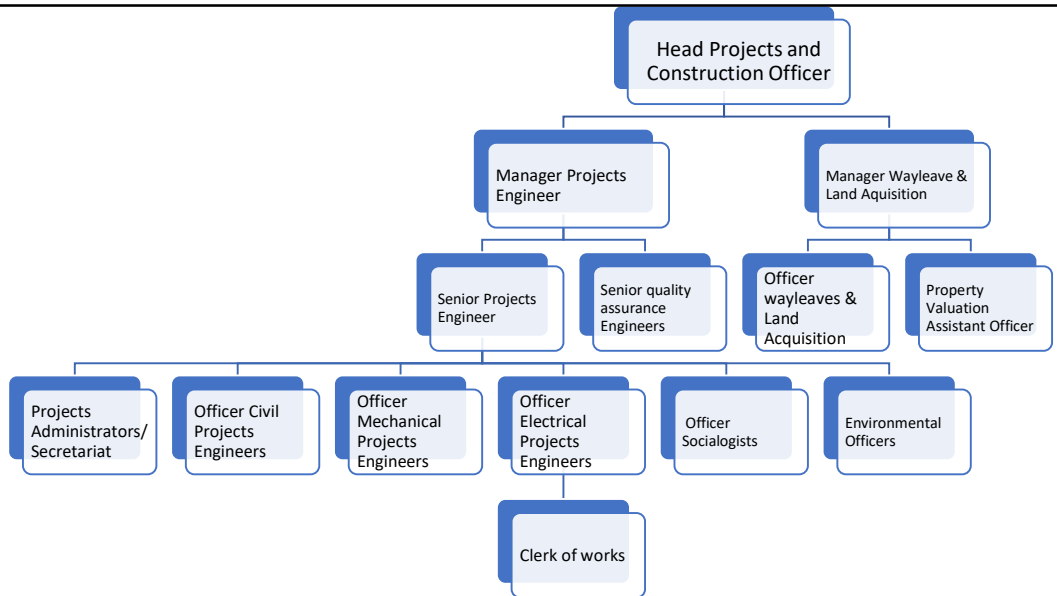 Head Projects and
Construction Officer
Manager Projects
Engineer
Manager Wayleave &
Land Aquisition
Senior Projects
Engineer
Senior quality
assurance
Engineers
Officer
wayleaves &
Land
Acquisition
Property
Valuation
Assistant Officer
Projects
Administrators/
Secretariat
Officer Civil
Projects
Engineers
Officer
Mechanical
Projects
Engineers
Officer
Electrical
Projects
Engineers
Officer
Socialogists
Environmental
Officers
Clerk of works